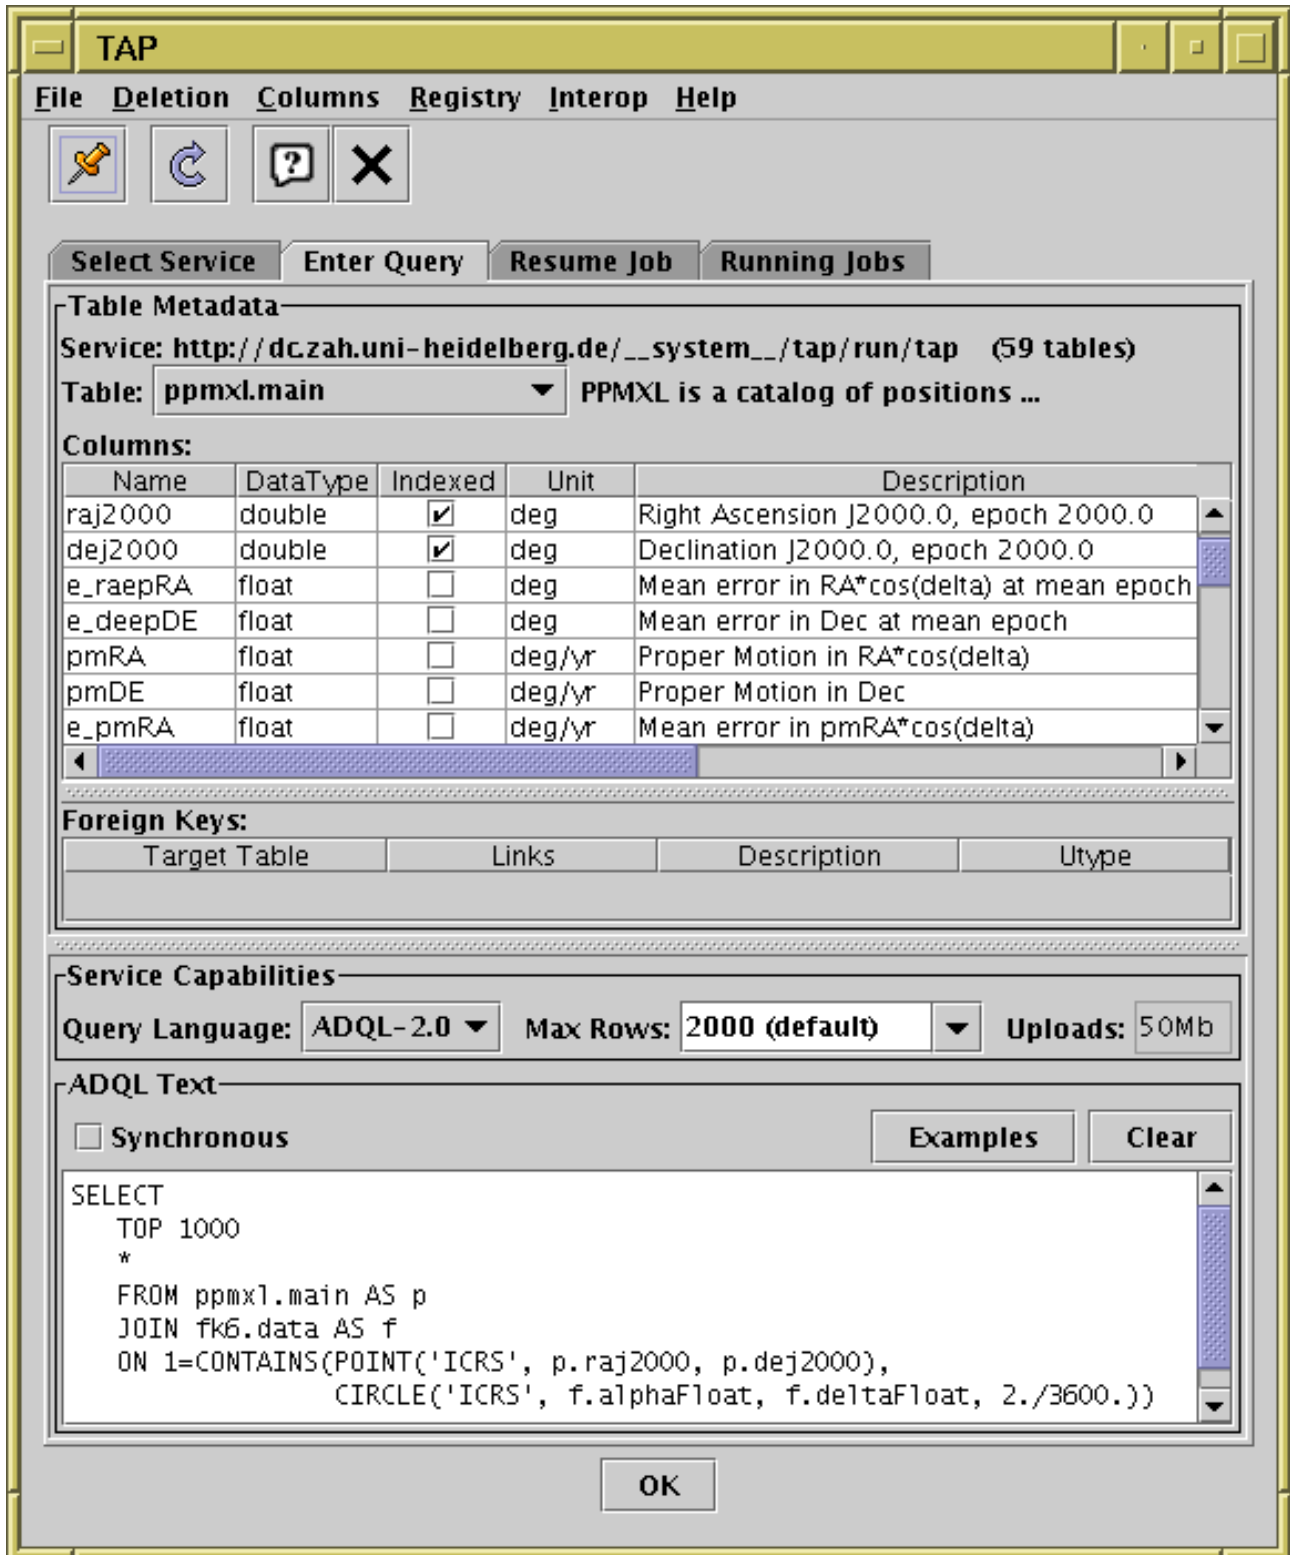 TAP
File Deletion Columns Registry Interop Help
Select Service Enter Query Resume Job Running Jobs
Table Metadata
Service: http://dc.zah.uni-heidelberg.de/__system__/tap/run/tap (59 tables)
Table: ppmxl.main PPMXL is a catalog of positions ...
Columns:
Name DataType Indexed Unit Description
raj2000 double deg Right Ascension J2000.0, epoch 2000.0
dej2000 double deg Declination J2000.0, epoch 2000.0
e_raepRA float deg Mean error in RA*cos(delta) at mean epoch
e_deepDE float deg Mean error in Dec at mean epoch
pmRA float deg/yr Proper Motion in RA*cos(delta)
pmDE float deg/yr Proper Motion in Dec
e_pmRA float deg/yr Mean error in pmRA*cos(delta)
Foreign Keys:
Target Table Links Description Utype
Service Capabilities
Query Language: ADQL-2.0 Max Rows: 2000 (default) Uploads: 50Mb
ADQL Text
Synchronous Examples Clear
SELECT
TOP 1000
*
FROM ppmxl.main AS p
JOIN fk6.data AS f
ON 1=CONTAINS(POINT('ICRS', p.raj2000, p.dej2000),
CIRCLE('ICRS', f.alphaFloat, f.deltaFloat, 2./3600.))
OK